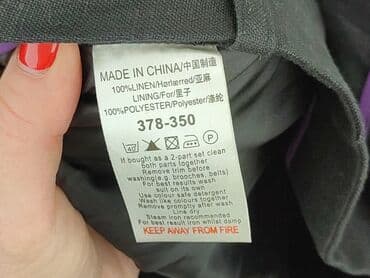 MADE IN CHINA/中国制造
100%LINEN/Hørlærred/亚麻
LINING/For/里子
100%POLYESTER/Polyester/涤纶
378-350
If bought as a 2-part set clean
both parts together
Remove trim before
washing(e.g. brooches, belts)
For best results wash
suit on its own
Use colour safe detergent
Wash like colours together
Remove promptly after wash
Line dry
Steam iron recommended
For best result iron whilst damp
KEEP AWAY FROM FIRE